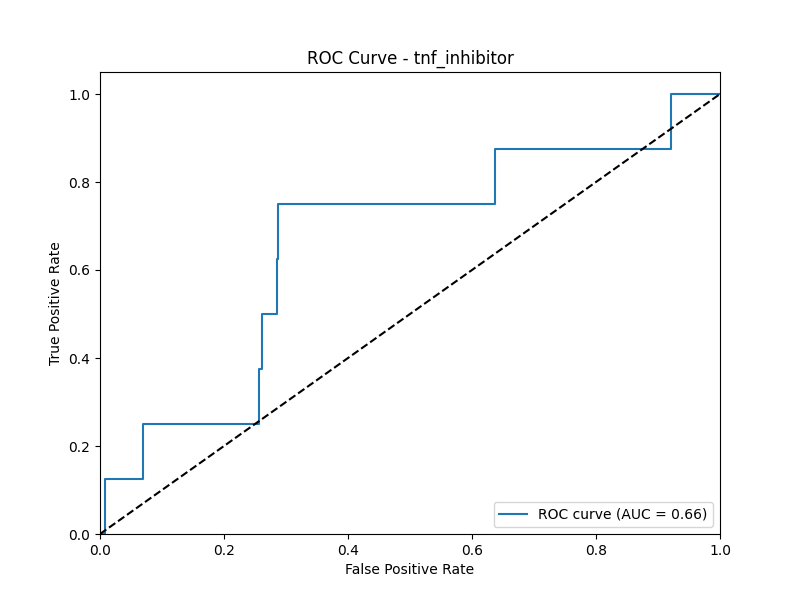 ROC Curve - tnf_inhibitor
True Positive Rate
1.0
0.8
0.6
0.4
0.2
0.0
0.0 0.2 0.4 0.6 0.8 1.0
False Positive Rate
ROC curve (AUC = 0.66)